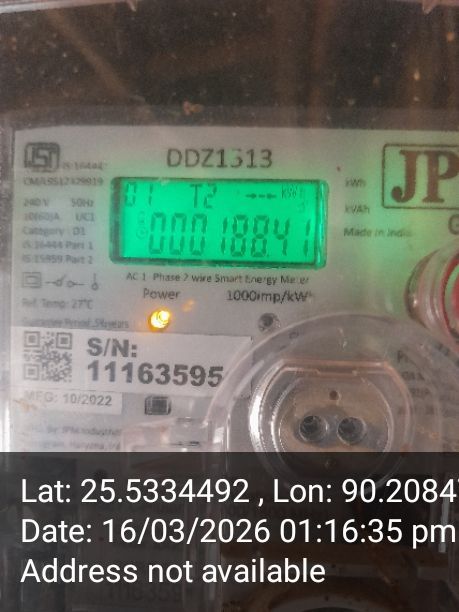 DDZ1513
IS 16444
CM/L-
240 V 50Hz
10(60)A UC1
Category : D1
IS 16444 Part 1
IS 15959 Part 2
01 T2 kWh
00018841
kWh
kVAh
Made in India
JP
AC 1- Phase 2 wire Smart Energy Meter
Ref. Temp: 27°C
Power 1000imp/kWh
Guarantee Period
S/N:
11163595
MFG: 10/2022
Lat: 25.5334492 , Lon: 90.2084
Date: 16/03/2026 01:16:35 pm
Address not available